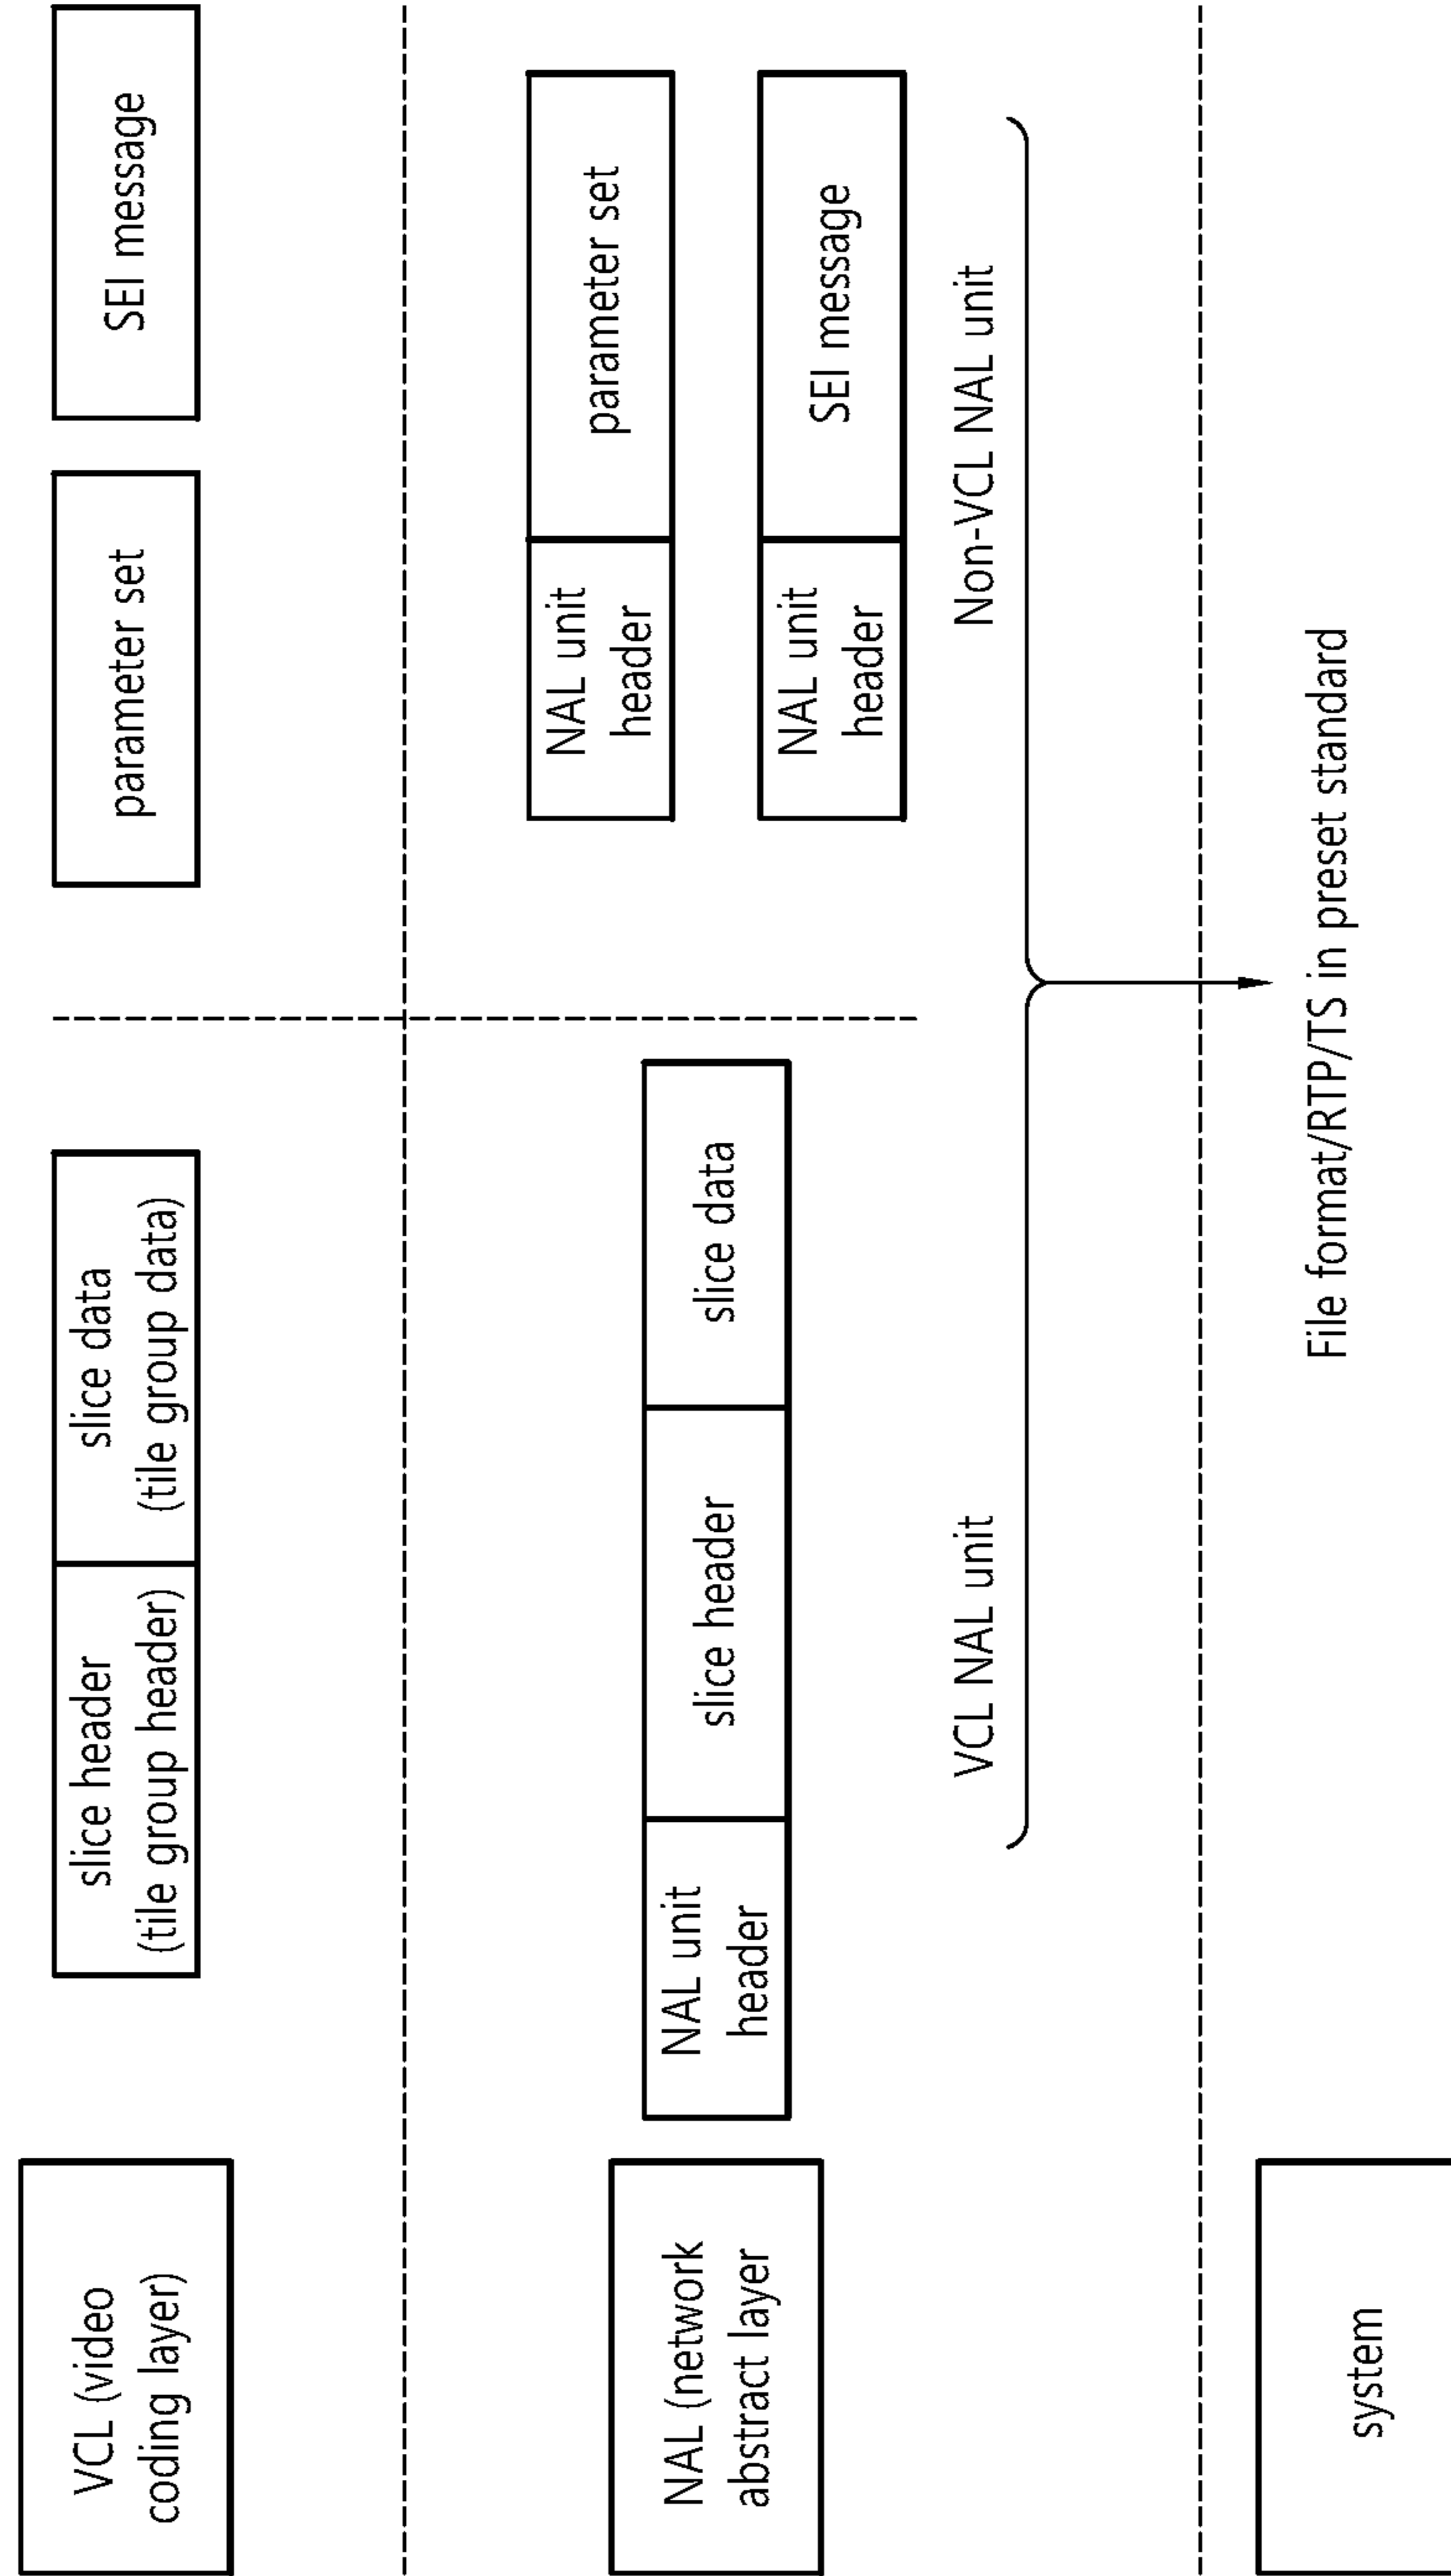 VCL (video
coding layer)
slice header
(tile group header)
slice data
(tile group data)
parameter set
SEI message
NAL (network
abstract layer
NAL unit
header
slice header
slice data
NAL unit
header
parameter set
NAL unit
header
SEI message
VCL NAL unit
Non-VCL NAL unit
system
File format/RTP/TS in preset standard